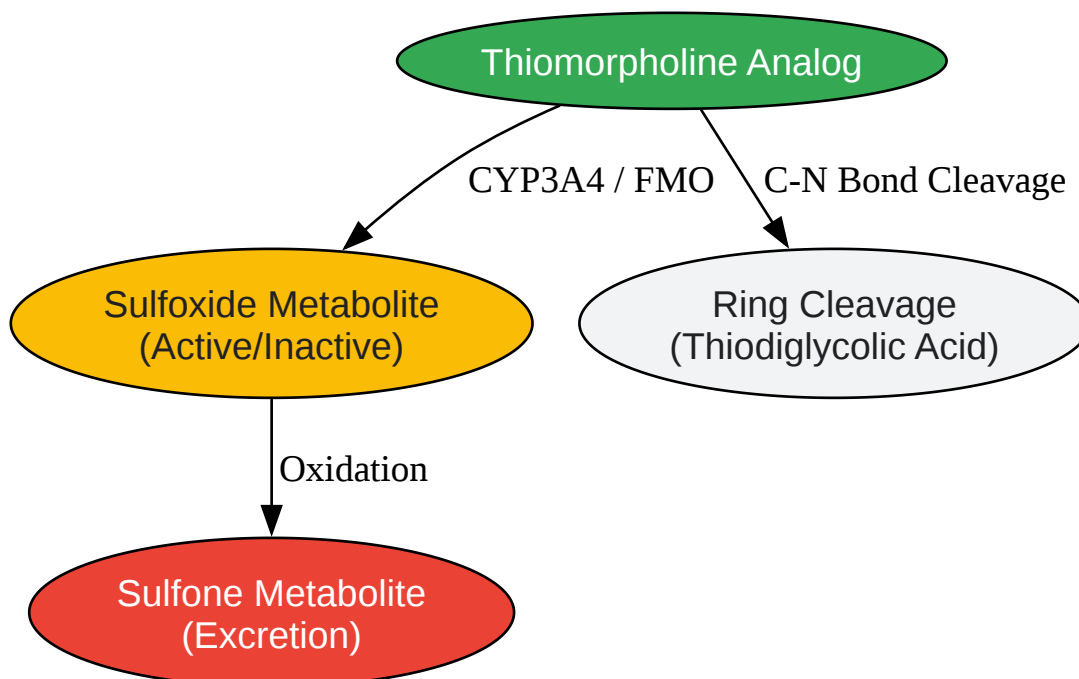 Thiomorpholine Analog
CYP3A4 / FMO
C-N Bond Cleavage
Sulfoxide Metabolite
(Active/Inactive)
Ring Cleavage
(Thiodiglycolic Acid)
Oxidation
Sulfone Metabolite
(Excretion)